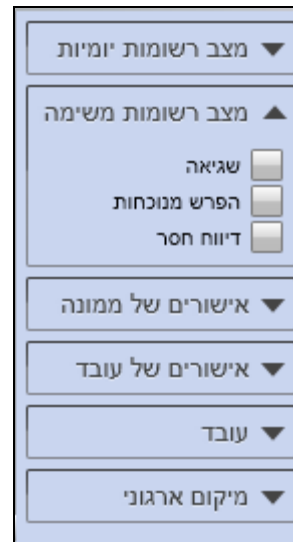 מצב רשומות יומיות
מצב רשומות משימה
שגיאה
הפרש מנוכחות
דיווח חסר
אישורים של ממונה
אישורים של עובד
עובד
מיקום ארגוני